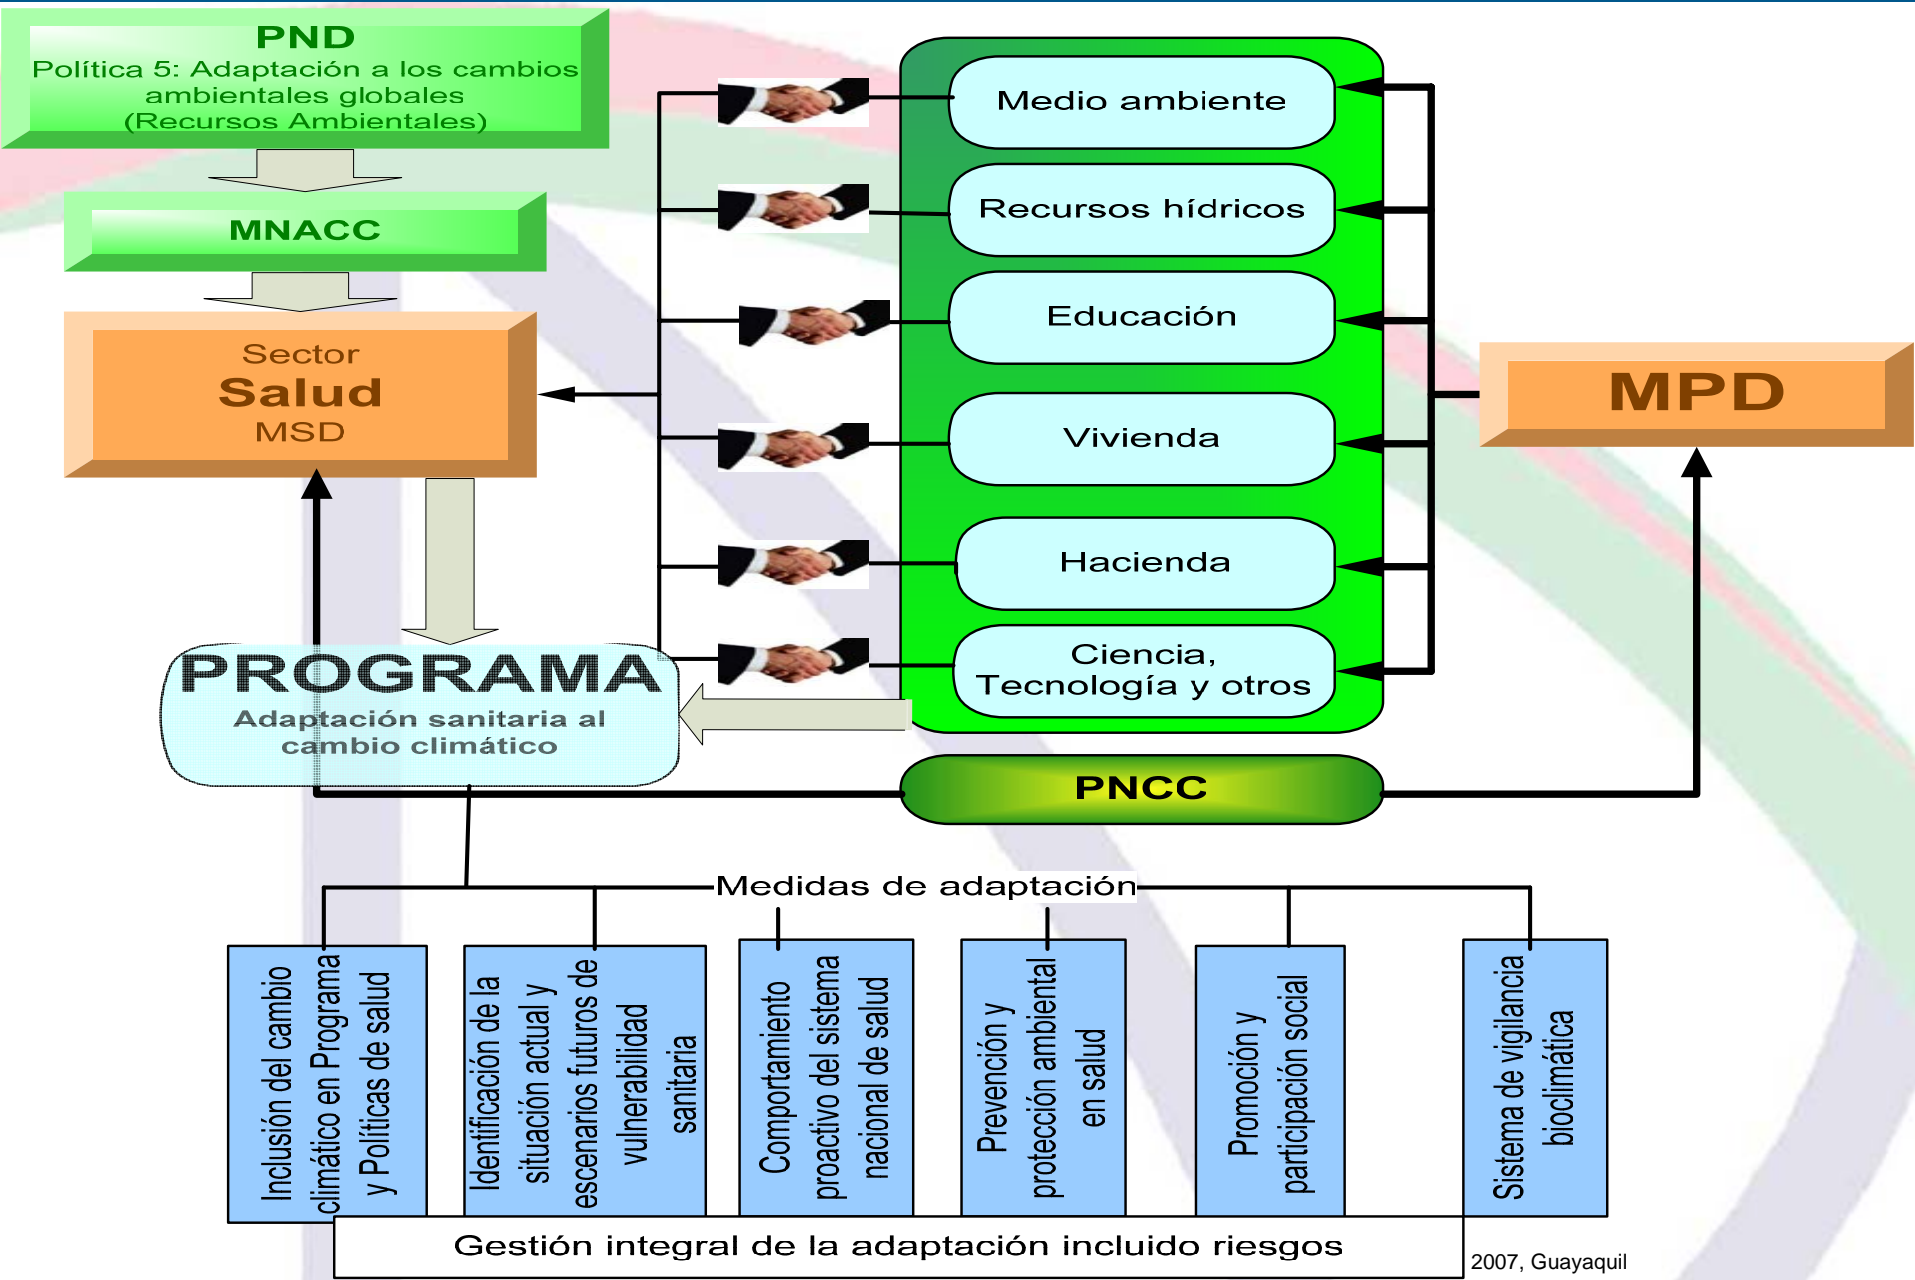 PND
Política 5: Adaptación a los cambios
ambientales globales
(Recursos Ambientales)
MNACC
Sector
Salud
MSD
PROGRAMA
Adaptación sanitaria al
cambio climático
Medio ambiente
Recursos hídricos
Educación
Vivienda
Hacienda
Ciencia,
Tecnología y otros
MPD
PNCC
Medidas de adaptación
Inclusión del cambio
climático en Programa
y Políticas de salud
Identificación de la
situación actual y
escenarios futuros de
vulnerabilidad
sanitaria
Comportamiento
proactivo del sistema
nacional de salud
Prevención y
protección ambiental
en salud
Promoción y
participación social
Sistema de vigilancia
bioclimática
Gestión integral de la adaptación incluido riesgos
2007, Guayaquil